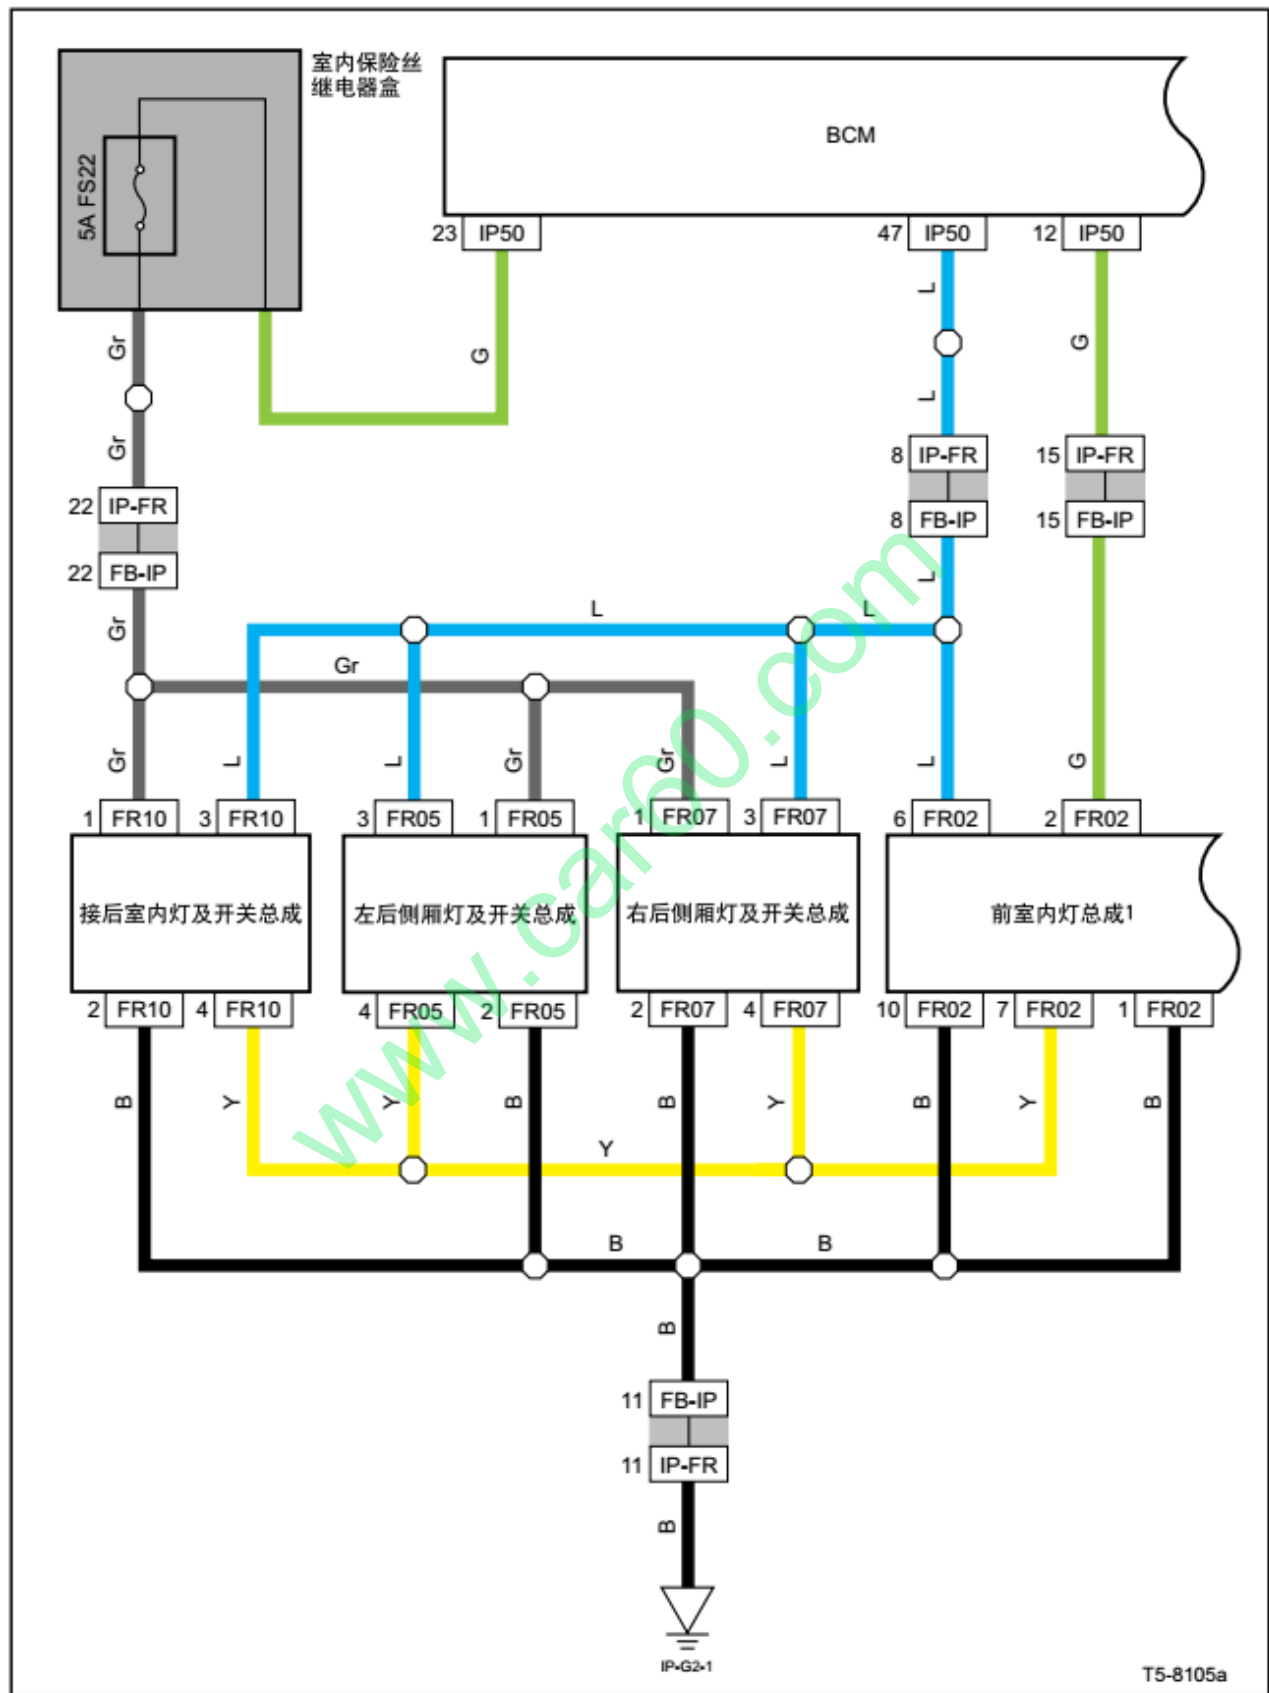 室内保险丝
继电器盒
5A FS22
BCM
23 IP50
47 IP50
12 IP50
Gr
G
L
G
Gr
L
22 IP-FR
22 FB-IP
8 IP-FR
8 FB-IP
15 IP-FR
15 FB-IP
Gr
L
L
L
Gr
Gr
L
L
Gr
Gr
L
L
G
1 FR10
3 FR10
3 FR05
1 FR05
1 FR07
3 FR07
6 FR02
2 FR02
接后室内灯及开关总成
左后侧厢灯及开关总成
右后侧厢灯及开关总成
前室内灯总成1
2 FR10
4 FR10
4 FR05
2 FR05
2 FR07
4 FR07
10 FR02
7 FR02
1 FR02
B
Y
Y
B
B
Y
B
Y
B
Y
B
B
B
11 FB-IP
11 IP-FR
B
IP-G2-1
T5-8105a
www.car60.com